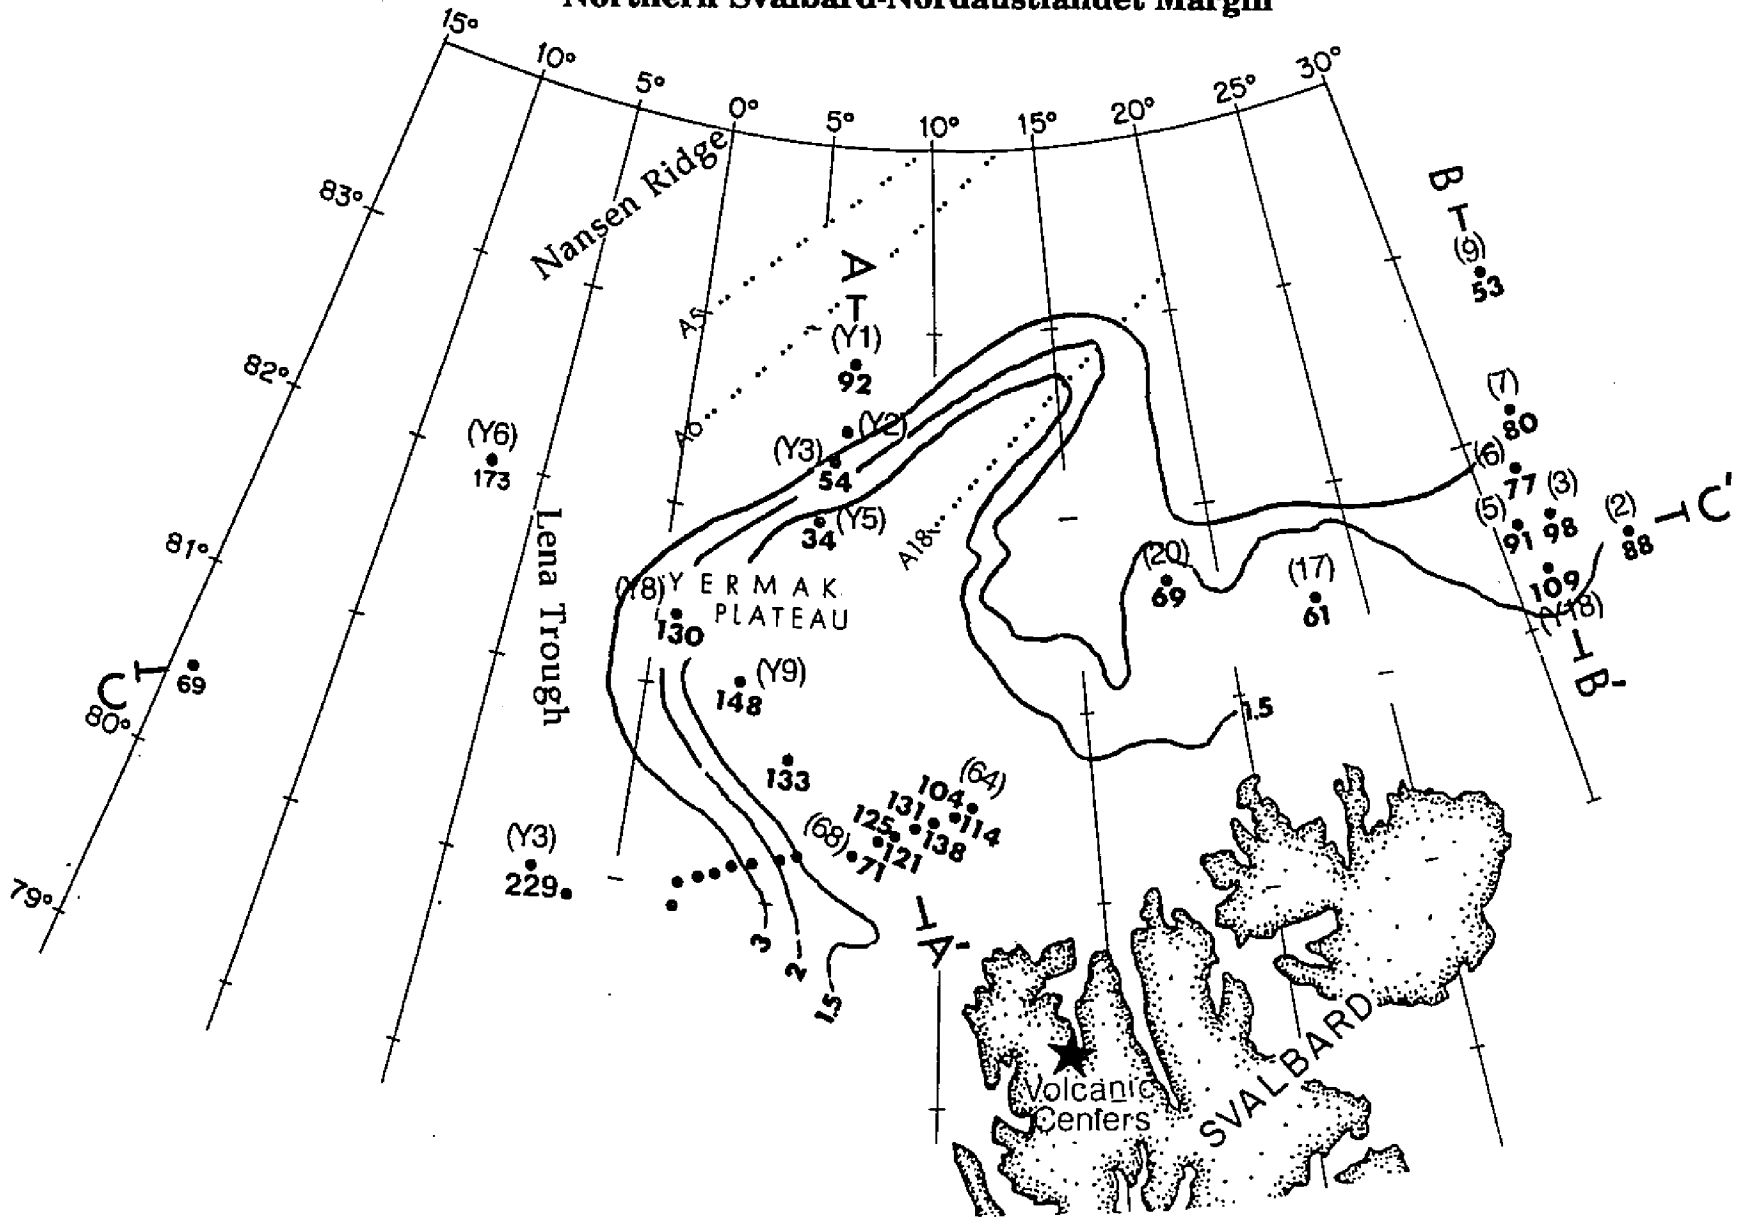 Northern Svalbard-Nordaustlandet Margin
15°
10°
5°
0°
5°
10°
15°
20°
25°
30°
83°
82°
81°
80°
79°
Nansen Ridge
A5
A6
A18
A
(Y1)
92
(Y2)
(Y3)
54
(Y5)
34
(Y6)
173
Lena Trough
(Y8)
130
YERMAK
PLATEAU
(Y9)
148
133
C
69
(Y3)
229
(64)
104
114
131
138
125
121
(68)
71
A'
3
2
1.5
1.5
B
(9)
53
(7)
80
(6)
77
(3)
98
(5)
91
(2)
88
C'
109
(Y18)
B'
(20)
69
(17)
61
Volcanic
Centers
SVALBARD